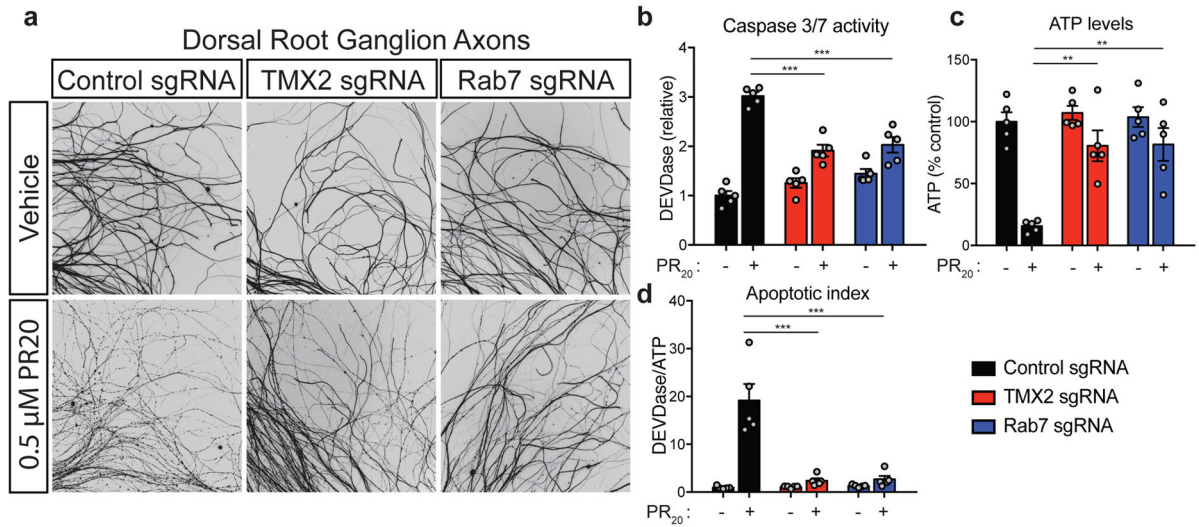 a
Dorsal Root Ganglion Axons
Control sgRNA
TMX2 sgRNA
Rab7 sgRNA
Vehicle
0.5 µM PR20
b
Caspase 3/7 activity
DEVDase (relative)
4
3
2
1
0
***
***
PR20 : - + - + - +
c
ATP levels
ATP (% control)
150
100
50
0
**
**
PR20 : - + - + - +
d
Apoptotic index
DEVDase/ATP
40
30
20
10
0
***
***
PR20 : - + - + - +
Control sgRNA
TMX2 sgRNA
Rab7 sgRNA